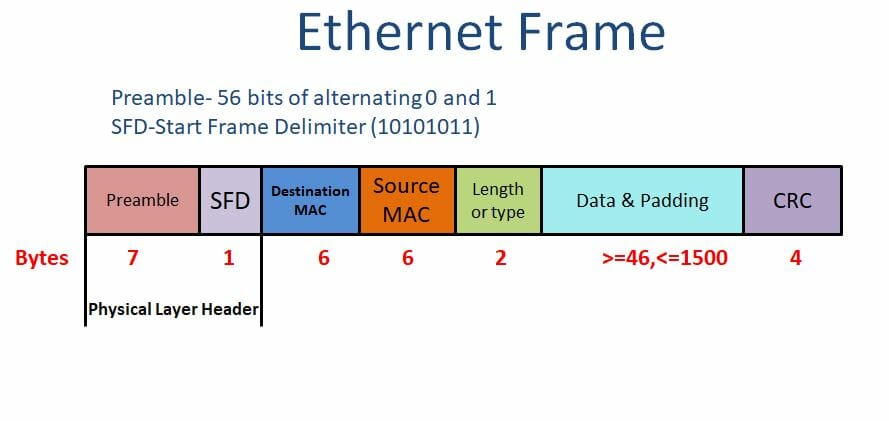 Ethernet Frame
Preamble- 56 bits of alternating 0 and 1
SFD-Start Frame Delimiter (10101011)
Preamble
SFD
Destination
MAC
Source
MAC
Length
or type
Data & Padding
CRC
Bytes 7 1 6 6 2 >=46,<=1500 4
Physical Layer Header